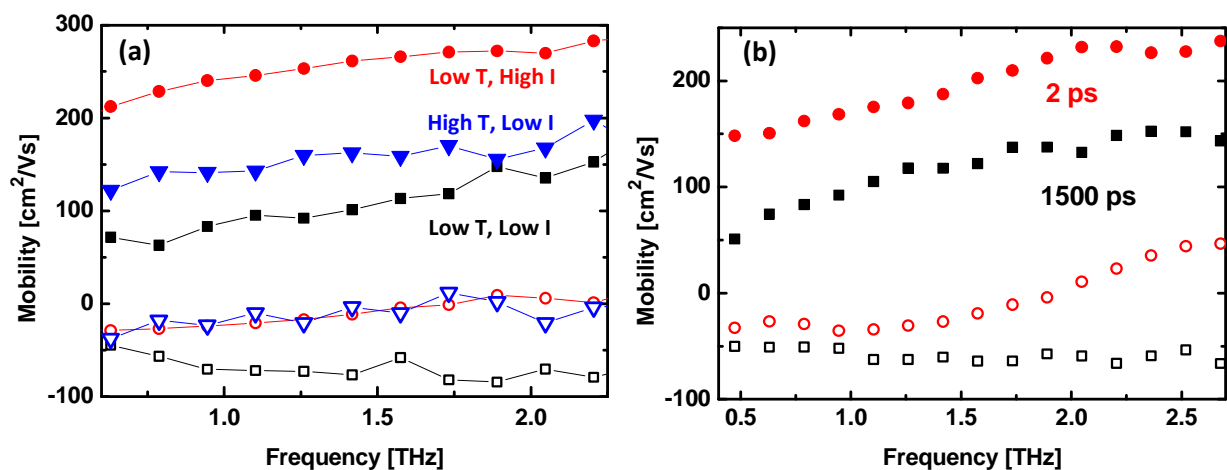 (a)
Low T, High I
High T, Low I
Low T, Low I
300
200
100
0
-100
Mobility [cm²/Vs]
1.0
1.5
2.0
Frequency [THz]
(b)
2 ps
1500 ps
200
100
0
-100
Mobility [cm²/Vs]
0.5
1.0
1.5
2.0
2.5
Frequency [THz]